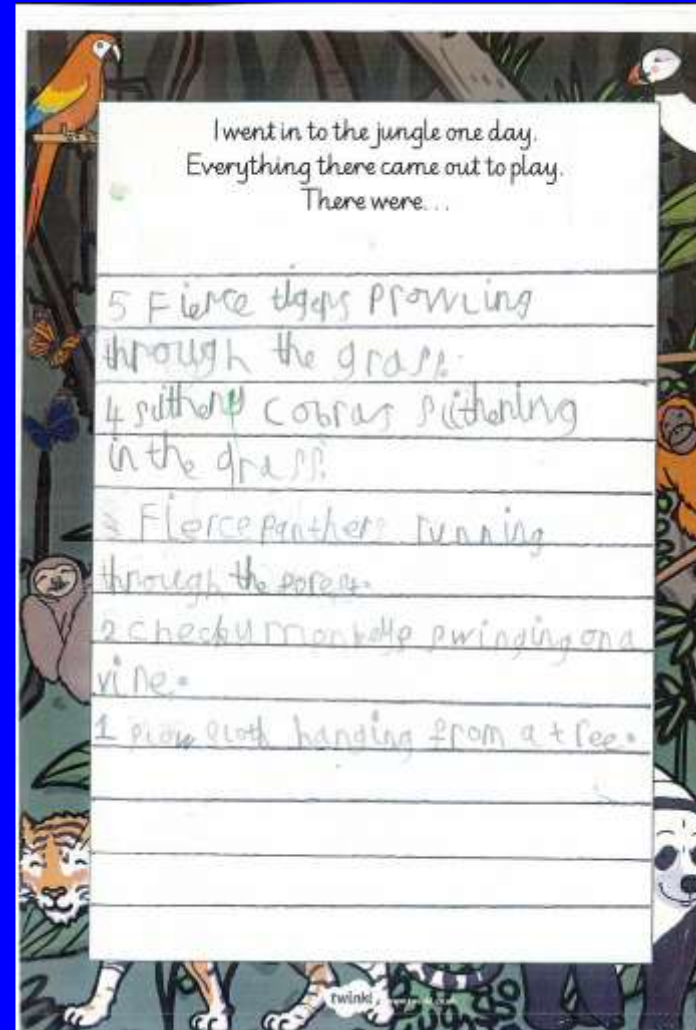 I went in to the jungle one day.
Everything there came out to play.
There were...
5 Fierce tigers Prowling
through the grass.
4 slithery Cobras slithering
in the grass.
3 Fierce panthers running
through the forest.
2 cheeky monkeys swinging on a
vine.
1 sloth hanging from a tree.
twinkl